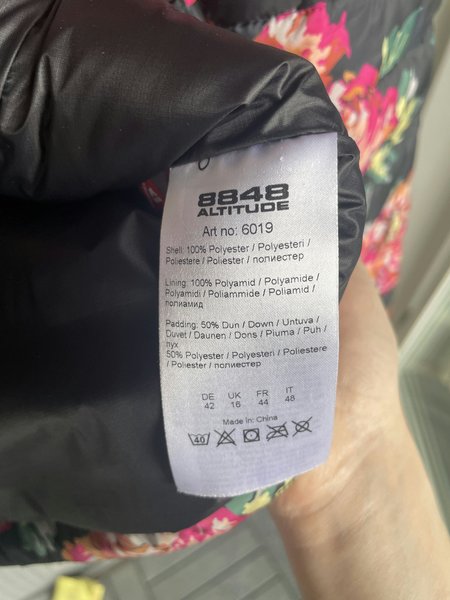 8848
ALTITUDE
Art no: 6019
Shell: 100% Polyester / Polyesteri /
Poliestere / Poliester / полиестер
Lining: 100% Polyamid / Polyamide /
Polyamidi / Poliammide / Poliamid /
полиамид
Padding: 50% Dun / Down / Untuva /
Duvet / Daunen / Dons / Piuma / Puh /
пух
50% Polyester / Polyesteri / Poliestere
/ Poliester / полиестер
DE UK FR IT
42 16 44 48
Made in: China
40